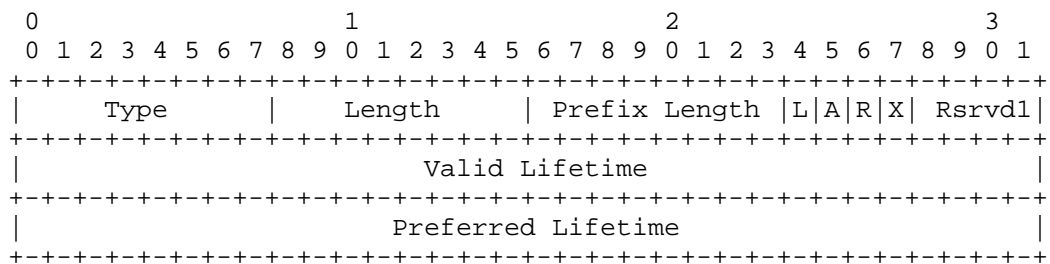 0                   1                   2                   3
 0 1 2 3 4 5 6 7 8 9 0 1 2 3 4 5 6 7 8 9 0 1 2 3 4 5 6 7 8 9 0 1
+-+-+-+-+-+-+-+-+-+-+-+-+-+-+-+-+-+-+-+-+-+-+-+-+-+-+-+-+-+-+-+-+
|     Type      |    Length     | Prefix Length |L|A|R|X| Rsrvd1|
+-+-+-+-+-+-+-+-+-+-+-+-+-+-+-+-+-+-+-+-+-+-+-+-+-+-+-+-+-+-+-+-+
|                         Valid Lifetime                        |
+-+-+-+-+-+-+-+-+-+-+-+-+-+-+-+-+-+-+-+-+-+-+-+-+-+-+-+-+-+-+-+-+
|                       Preferred Lifetime                      |
+-+-+-+-+-+-+-+-+-+-+-+-+-+-+-+-+-+-+-+-+-+-+-+-+-+-+-+-+-+-+-+-+